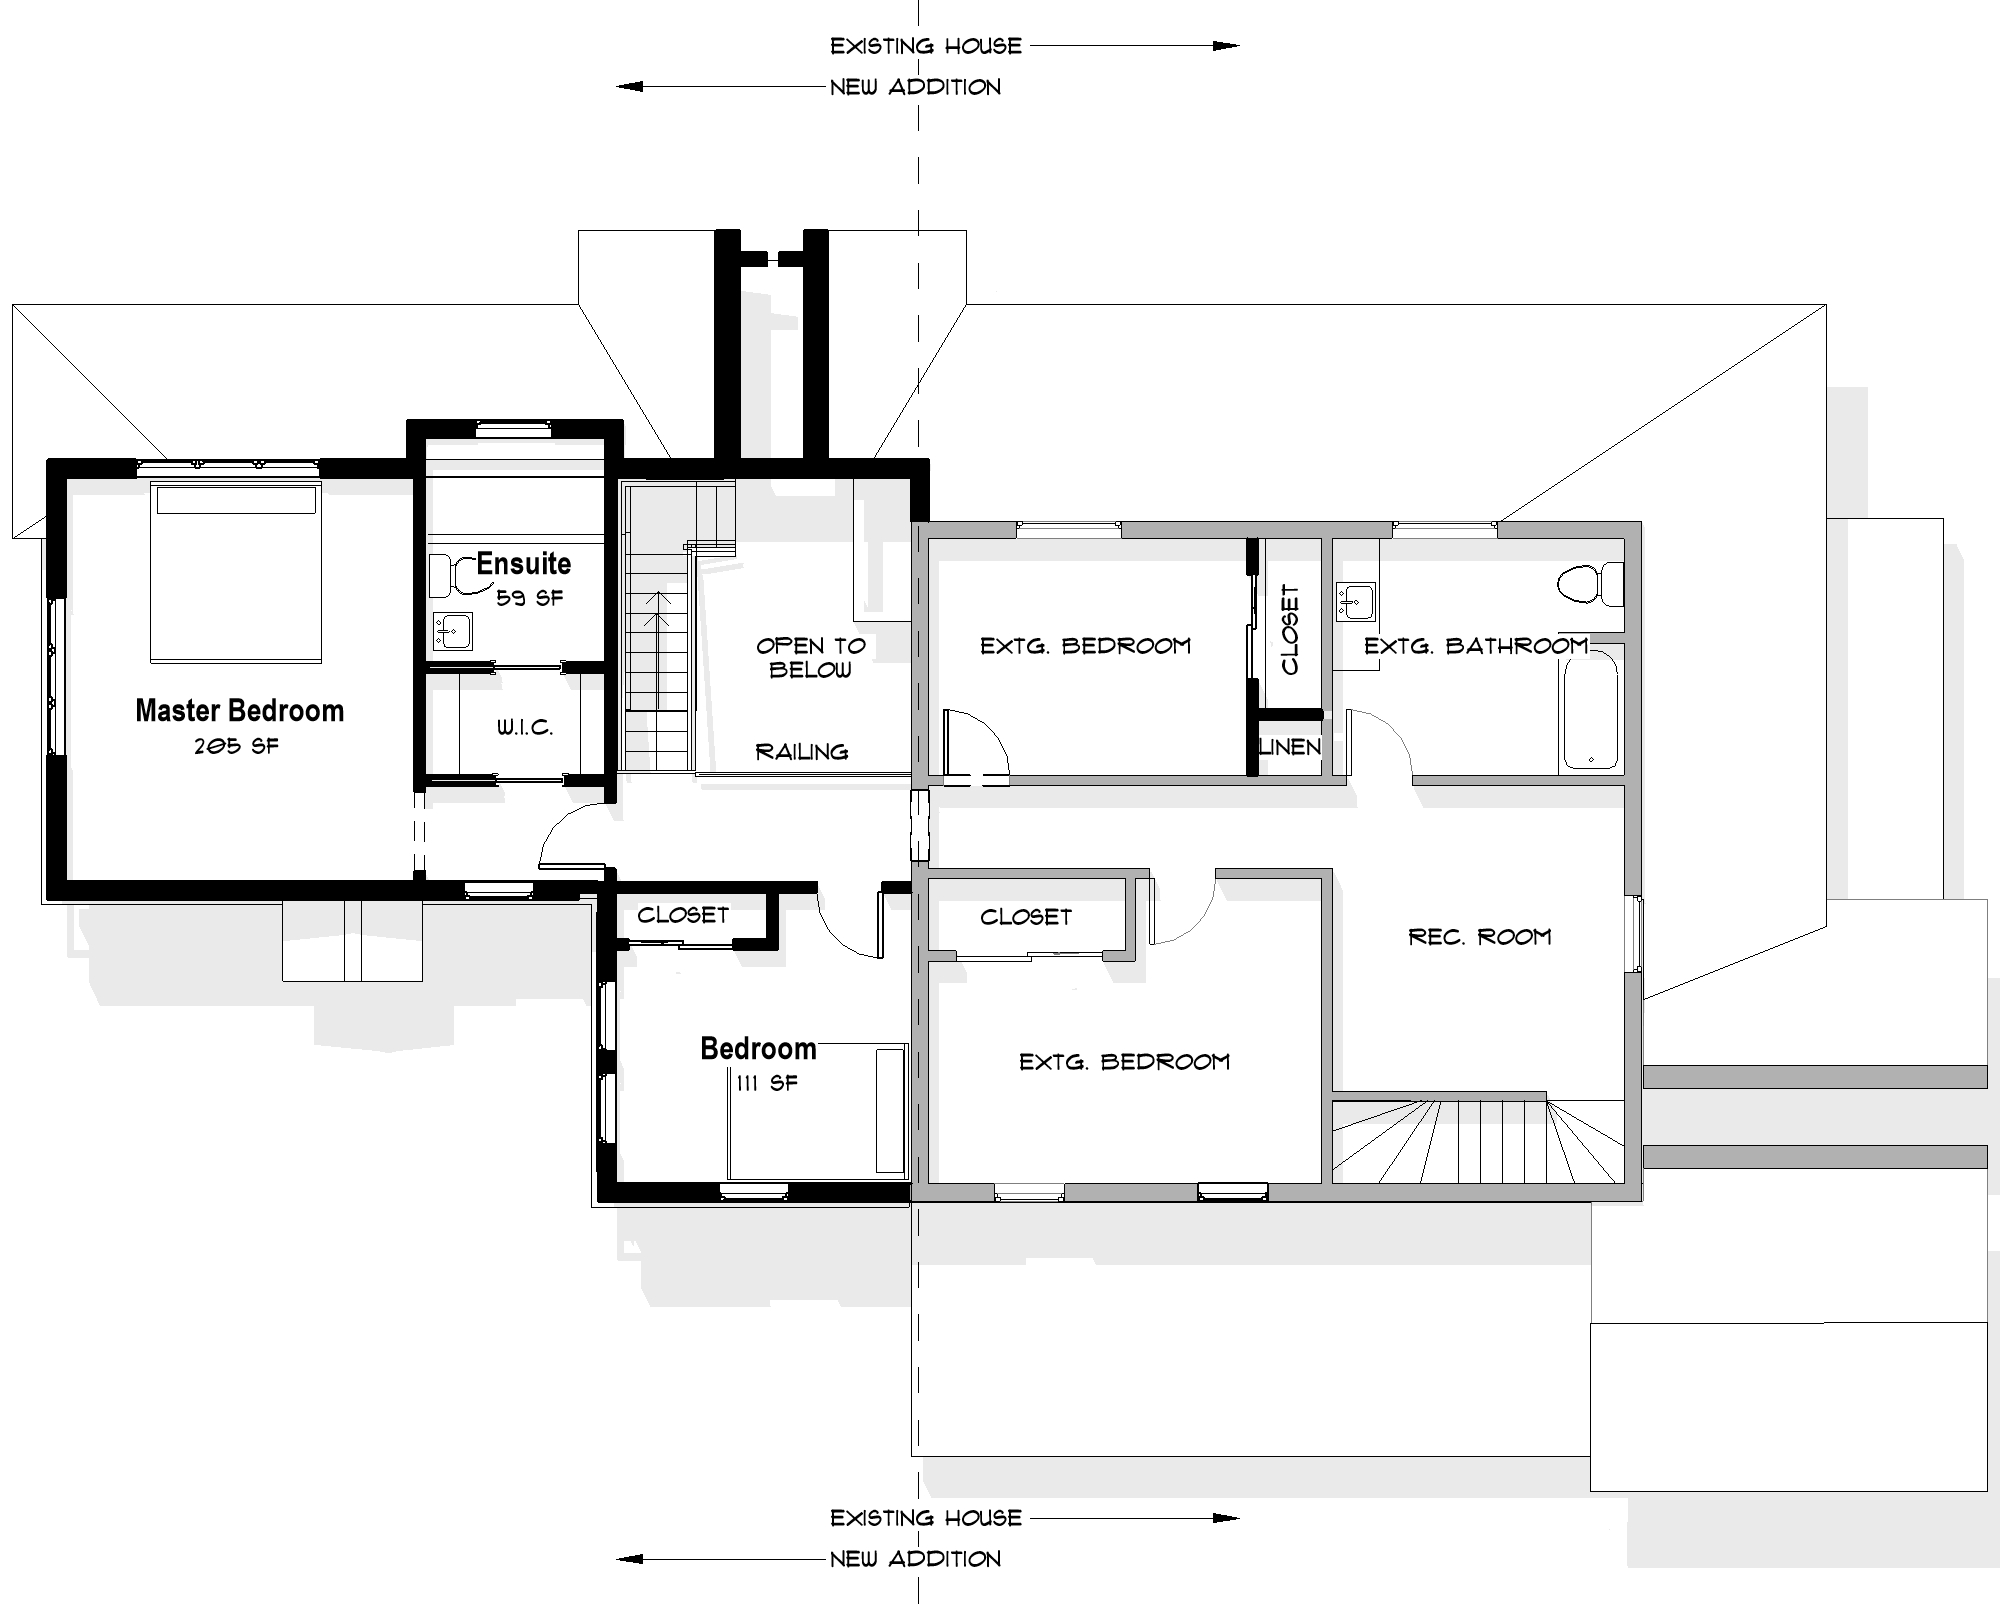 EXISTING HOUSE
NEW ADDITION
Ensuite
59 SF
Master Bedroom
205 SF
W.I.C.
OPEN TO
BELOW
RAILING
EXTG. BEDROOM
CLOSET
LINEN
EXTG. BATHROOM
CLOSET
Bedroom
111 SF
CLOSET
EXTG. BEDROOM
REC. ROOM
EXISTING HOUSE
NEW ADDITION